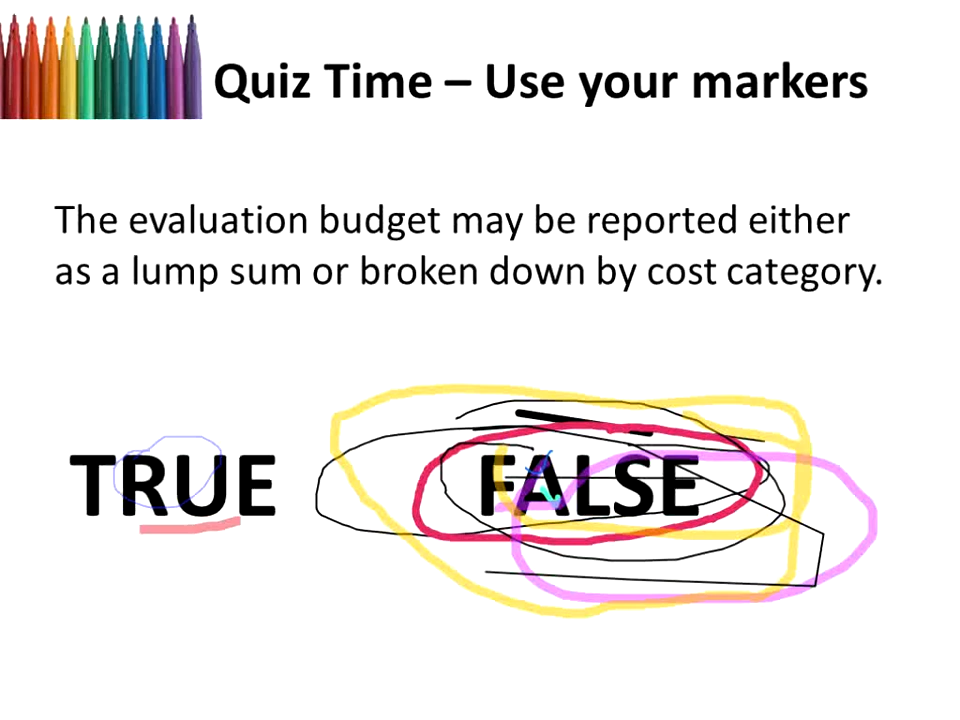 Quiz Time – Use your markers
The evaluation budget may be reported either
as a lump sum or broken down by cost category.
TRUE FALSE